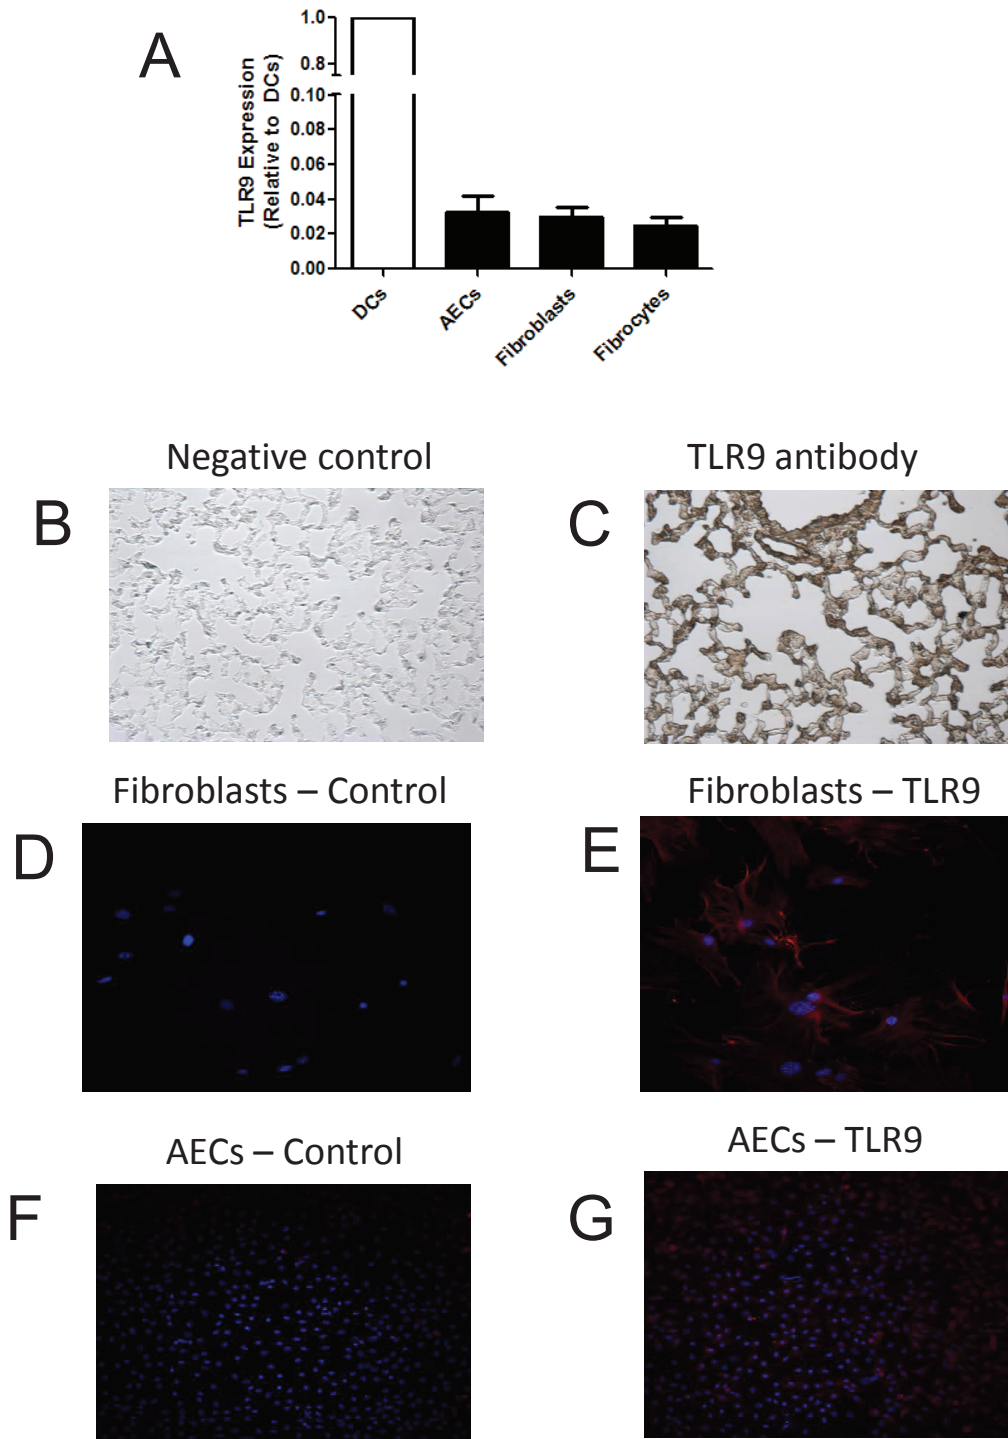 A
TLR9 Expression
(Relative to DCs)
1.0
0.8
0.10
0.08
0.06
0.04
0.02
0.00
DCs
AECs
Fibroblasts
Fibrocytes
Negative control
TLR9 antibody
B
C
Fibroblasts – Control
Fibroblasts – TLR9
D
E
AECs – Control
AECs – TLR9
F
G